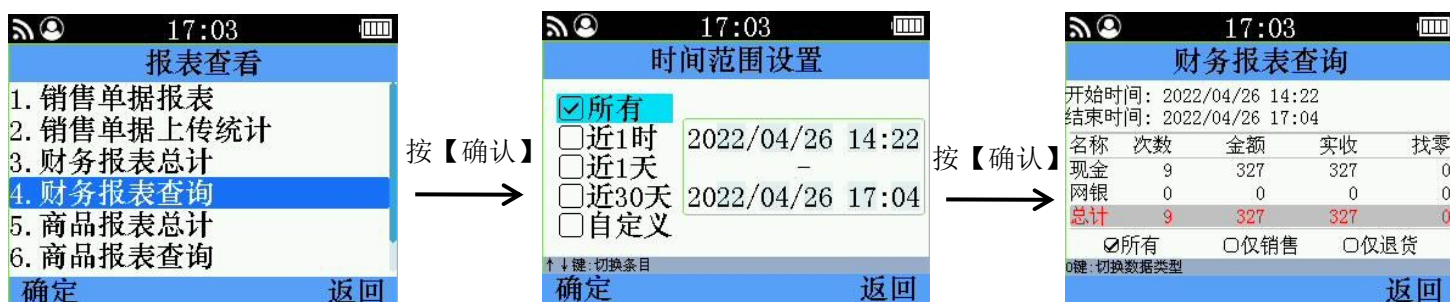 17:03
报表查看
1.销售单据报表
2.销售单据上传统计
3.财务报表总计
4.财务报表查询
5.商品报表总计
6.商品报表查询
确定 返回
按【确认】
17:03
时间范围设置
所有
近1时
近1天
近30天
自定义
2022/04/26 14:22
–
2022/04/26 17:04
↑↓键:切换条目
确定 返回
按【确认】
17:03
财务报表查询
开始时间: 2022/04/26 14:22
结束时间: 2022/04/26 17:04
名称 次数 金额 实收 找零
现金 9 327 327 0
网银 0 0 0 0
总计 9 327 327 0
所有 仅销售 仅退货
0键:切换数据类型
返回